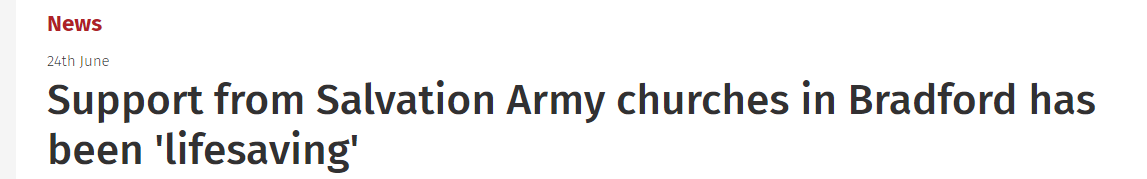 News
24th June
Support from Salvation Army churches in Bradford has
been 'lifesaving'